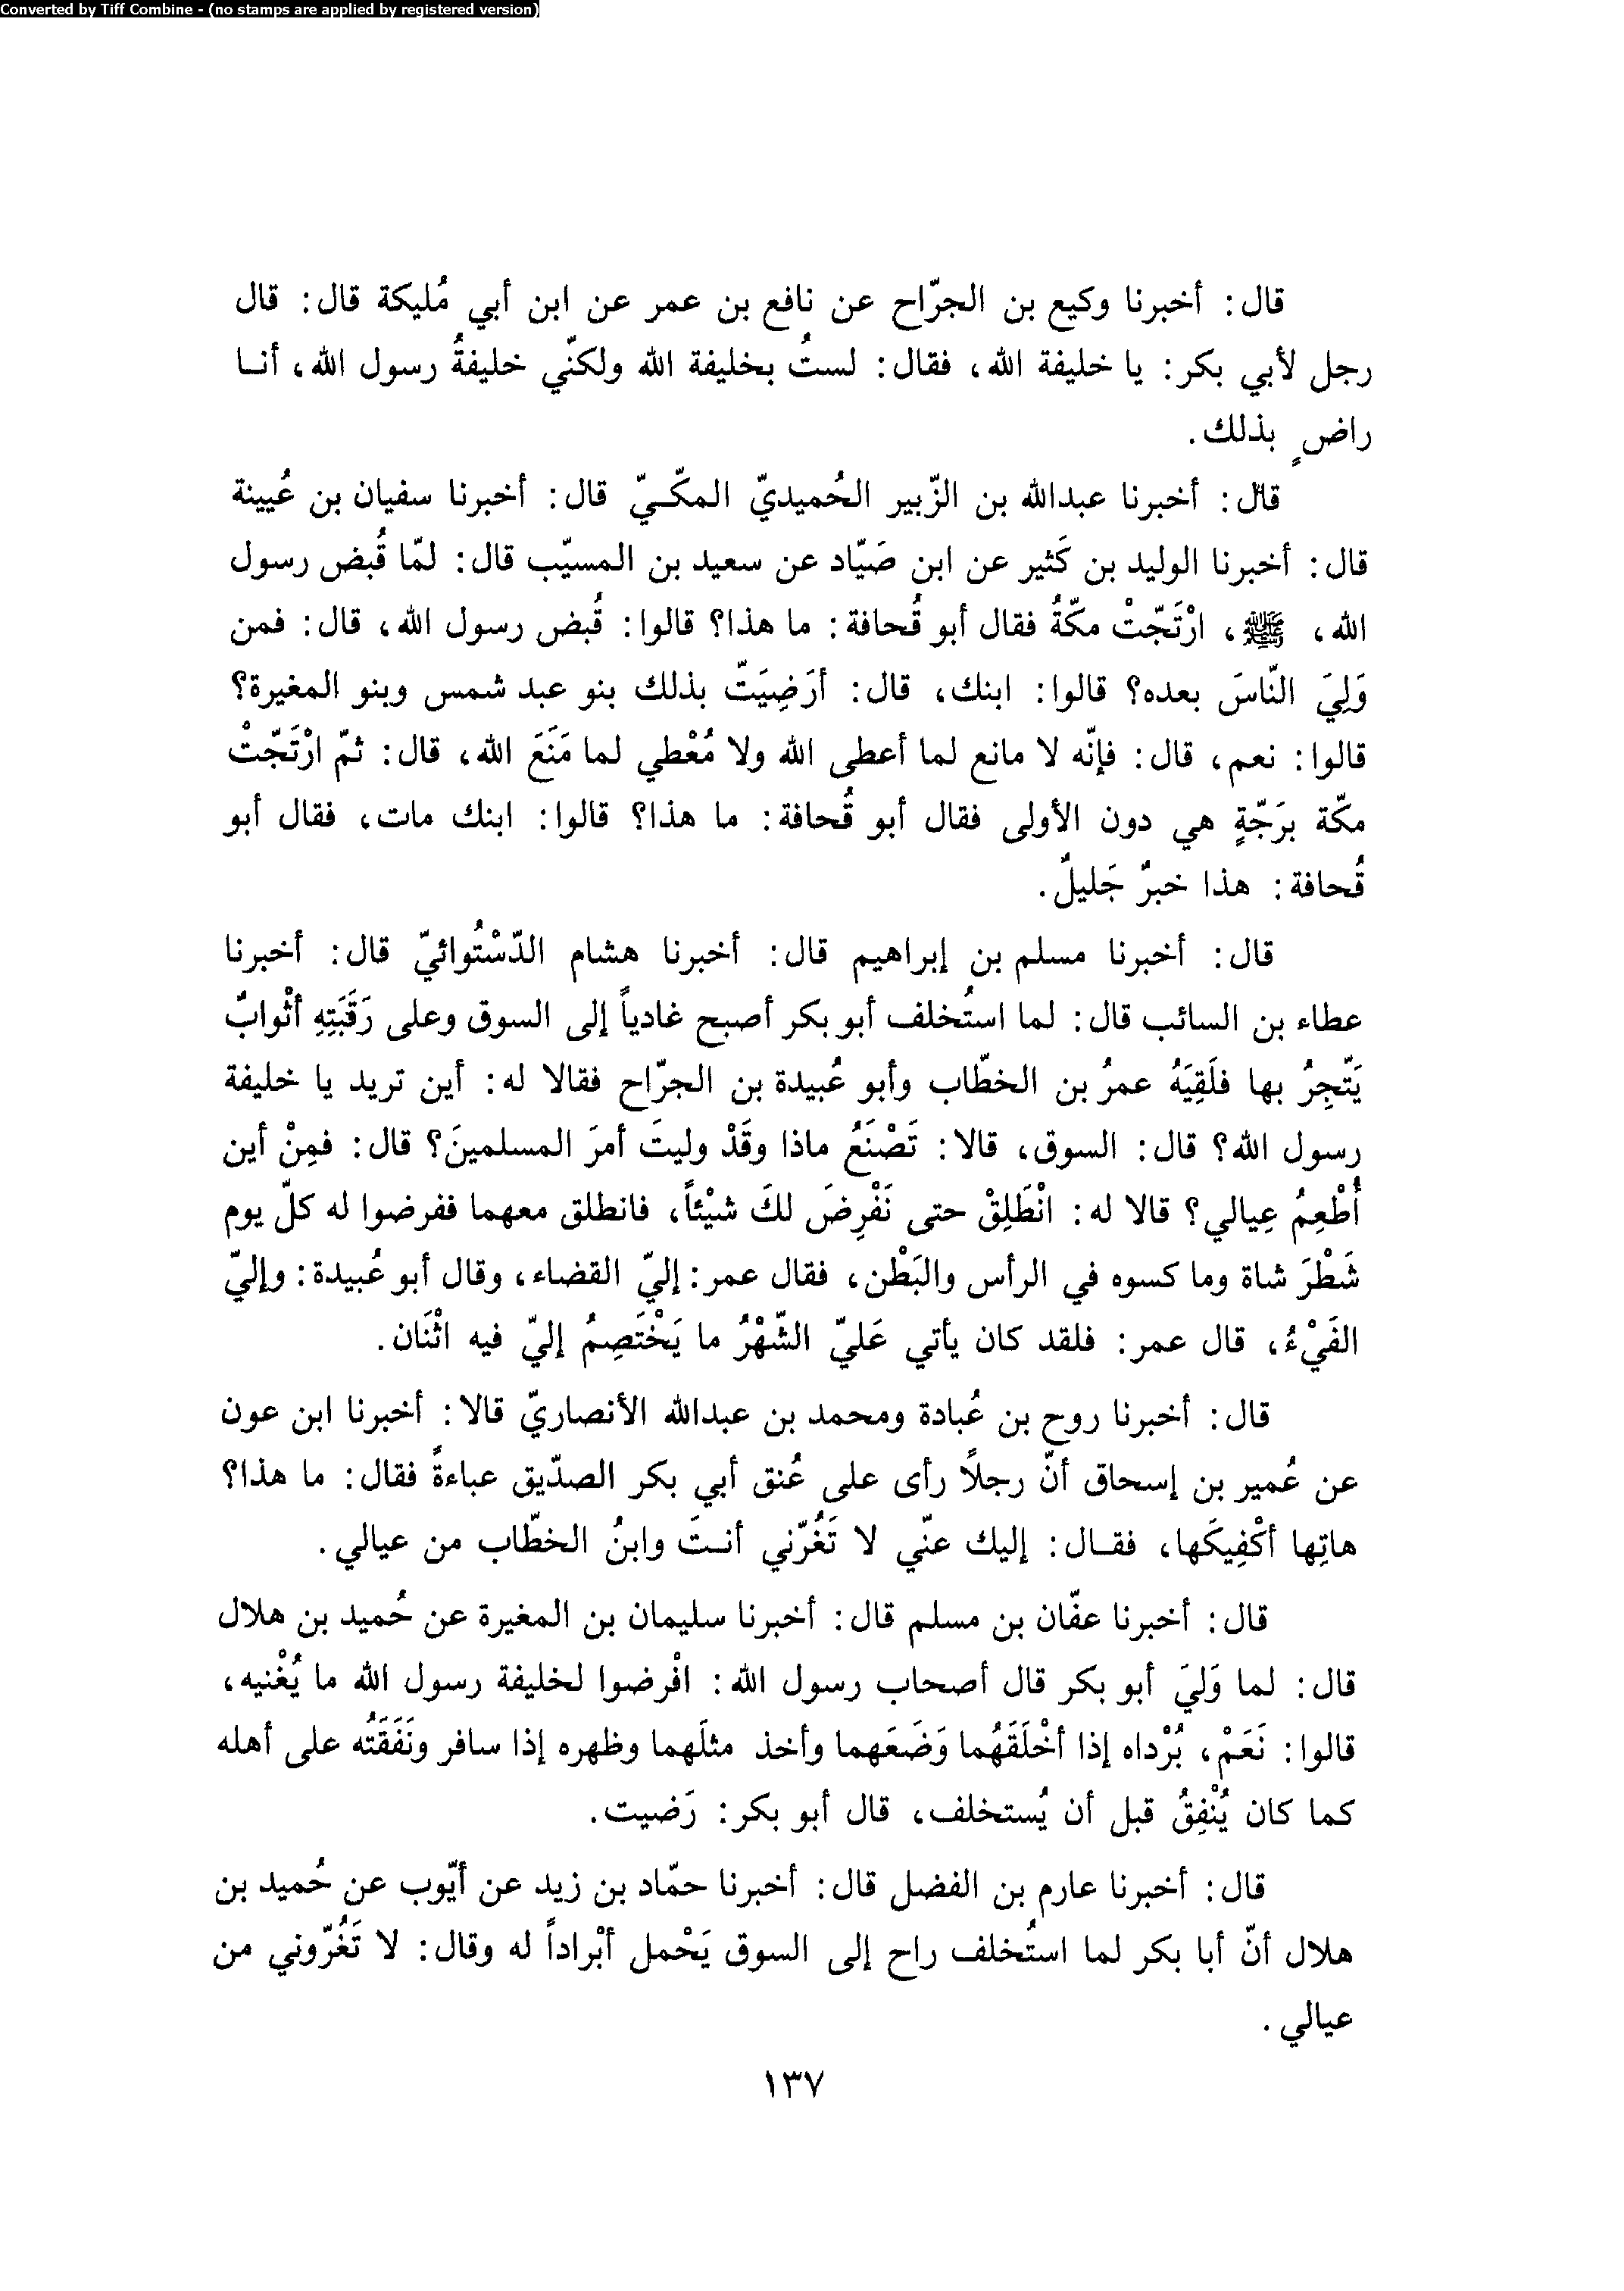 Converted by Tiff Combine - (no stamps are applied by registered version)
قال: أخبرنا وكيع بن الجرّاح عن نافع بن عمر عن ابن أبي مُليكة قال: قال
رجل لأبي بكر: يا خليفة الله، فقال: لستُ بخليفة الله ولكنّي خليفةُ رسول الله، أنـا
راضٍ بذلك.
قال: أخبرنا عبدالله بن الزّبير الحُميديّ المكّـيّ قال: أخبرنا سفيان بن عُيينة
قال: أخبرنا الوليد بن كَثير عن ابن صَيّاد عن سعيد بن المسيّب قال: لمّا قُبض رسول
الله، ﷺ، ارْتَجّتْ مكّةُ فقال أبو قُحافة: ما هذا؟ قالوا: قُبض رسول الله، قال: فمن
وَلِيَ النّاسَ بعده؟ قالوا: ابنك، قال: أرَضِيَتّ بذلك بنو عبد شمس وبنو المغيرة؟
قالوا: نعم، قال: فإنّه لا مانع لما أعطى الله ولا مُعْطي لما مَنَعَ الله، قال: ثمّ ارْتَجّتْ
مكّة برَجّةٍ هي دون الأولى فقال أبو قُحافة: ما هذا؟ قالوا: ابنك مات، فقال أبو
قُحافة: هذا خبرٌ جَليلٌ.
قال: أخبرنا مسلم بن إبراهيم قال: أخبرنا هشام الدّسْتُوائيّ قال: أخبرنا
عطاء بن السائب قال: لما استُخلف أبو بكر أصبح غادياً إلى السوق وعلى رَقَبَتِهِ أثْوابٌ
يَتّجِرُ بها فلَقِيَهُ عمرُ بن الخطّاب وأبو عُبيدة بن الجرّاح فقالا له: أين تريد يا خليفة
رسول الله؟ قال: السوق، قالا: تَصْنَعُ ماذا وقَدْ وليتَ أمرَ المسلمينَ؟ قال: فمِنْ أين
أُطْعِمُ عِيالي؟ قالا له: انْطَلِقْ حتى نَفْرِضَ لكَ شيْئاً، فانطلق معهما ففرضوا له كلّ يوم
شَطْرَ شاة وما كسوه في الرأس والبَطْن، فقال عمر: إليّ القضاء، وقال أبو عُبيدة: وإليّ
الفَيْءُ، قال عمر: فلقد كان يأتي عَليّ الشّهْرُ ما يَخْتَصِمُ إليّ فيه اثْنَان.
قال: أخبرنا روح بن عُبادة ومحمد بن عبدالله الأنصاريّ قالا: أخبرنا ابن عون
عن عُمير بن إسحاق أنّ رجلاً رأى على عُنق أبي بكر الصدّيق عباءةً فقال: ما هذا؟
هاتِها أكْفِيكَها، فقـال: إليك عنّي لا تَغُرّني أنـتَ وابنُ الخطّاب من عيالي.
قال: أخبرنا عفّان بن مسلم قال: أخبرنا سليمان بن المغيرة عن حُميد بن هلال
قال: لما وَليَ أبو بكر قال أصحاب رسول الله: افْرضوا لخليفة رسول الله ما يُغْنيه،
قالوا: نَعَمْ، بُرْداه إذا أخْلَقَهُما وَضَعَهما وأخذ مثلَهما وظهره إذا سافر ونَفَقَتُه على أهله
كما كان يُنْفِقُ قبل أن يُستخلف، قال أبو بكر: رَضيت.
قال: أخبرنا عارم بن الفضل قال: أخبرنا حمّاد بن زيد عن أيّوب عن حُميد بن
هلال أنّ أبا بكر لما استُخلف راح إلى السوق يَحْمل أبْراداً له وقال: لا تَغُرّوني من
عيالي.
١٣٧